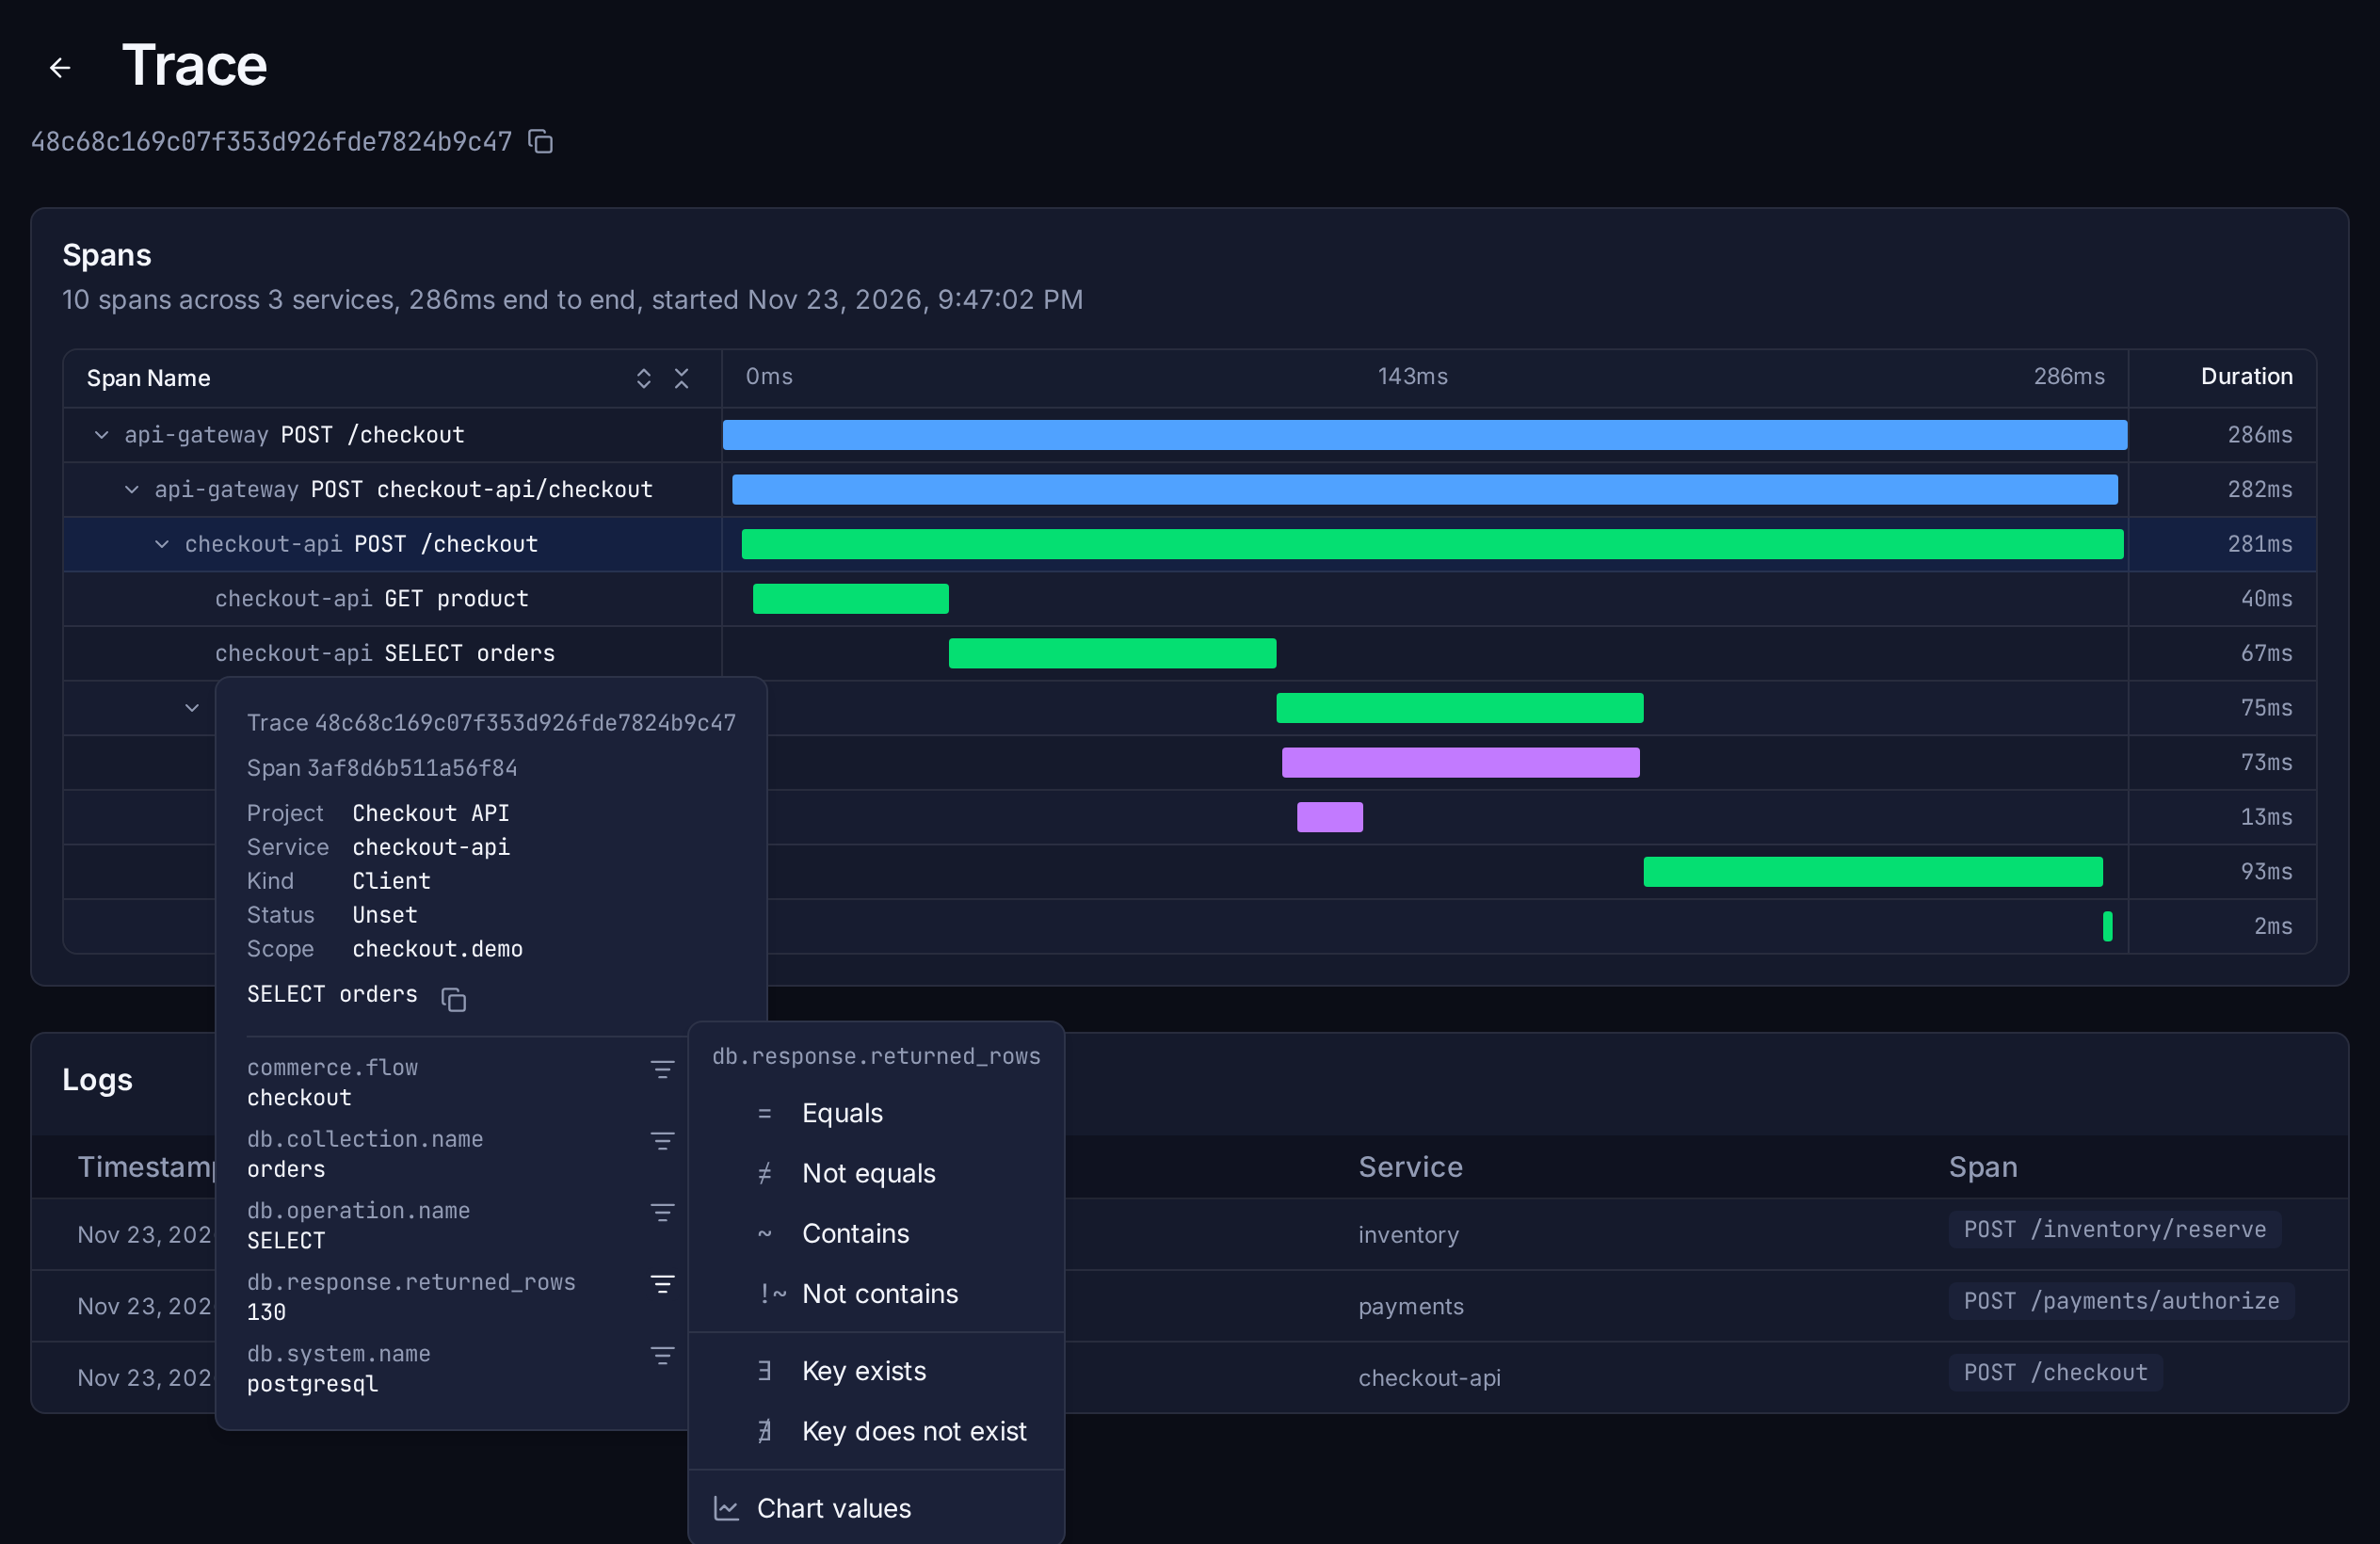 Trace
48c68c169c07f353d926fde7824b9c47
Spans
10 spans across 3 services, 286ms end to end, started Nov 23, 2026, 9:47:02 PM
Span Name 0ms 143ms 286ms Duration
api-gateway POST /checkout 286ms
api-gateway POST checkout-api/checkout 282ms
checkout-api POST /checkout 281ms
checkout-api GET product 40ms
checkout-api SELECT orders 67ms
75ms
73ms
13ms
93ms
2ms
Trace 48c68c169c07f353d926fde7824b9c47
Span 3af8d6b511a56f84
Project Checkout API
Service checkout-api
Kind Client
Status Unset
Scope checkout.demo
SELECT orders
commerce.flow
checkout
db.collection.name
orders
db.operation.name
SELECT
db.response.returned_rows
130
db.system.name
postgresql
db.response.returned_rows
= Equals
≠ Not equals
~ Contains
!~ Not contains
∃ Key exists
∄ Key does not exist
Chart values
Logs
Timestamp Service Span
Nov 23, 202 inventory POST /inventory/reserve
Nov 23, 202 payments POST /payments/authorize
Nov 23, 202 checkout-api POST /checkout